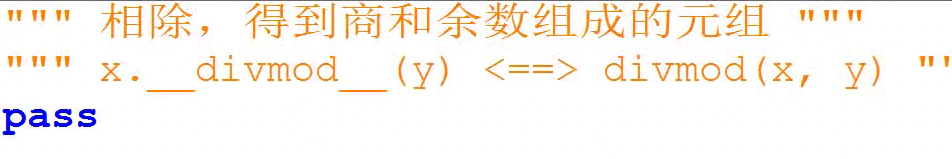 """ 相除，得到商和余数组成的元组 """
""" x.__divmod__(y) <==> divmod(x, y) "'
pass